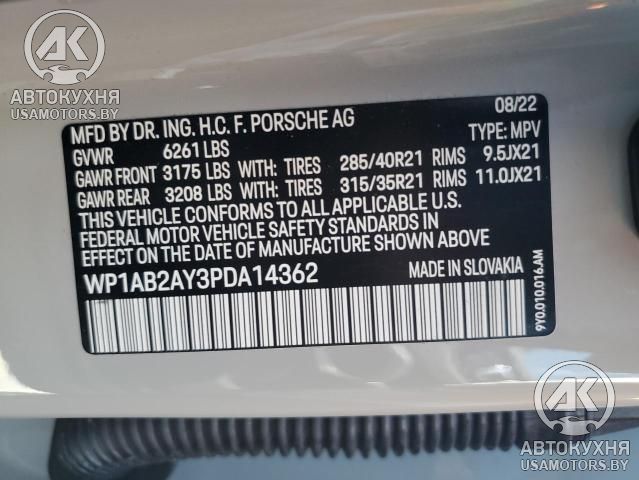 AK
АВТОКУХНЯ
USAMOTORS.BY
08/22
MFD BY DR. ING. H.C. F. PORSCHE AG
GVWR 6261 LBS TYPE: MPV
GAWR FRONT 3175 LBS WITH: TIRES 285/40R21 RIMS 9.5JX21
GAWR REAR 3208 LBS WITH: TIRES 315/35R21 RIMS 11.0JX21
THIS VEHICLE CONFORMS TO ALL APPLICABLE U.S.
FEDERAL MOTOR VEHICLE SAFETY STANDARDS IN
EFFECT ON THE DATE OF MANUFACTURE SHOWN ABOVE.
WP1AB2AY3PDA14362 MADE IN SLOVAKIA
9Y0.010.016.AM
AK
АВТОКУХНЯ
USAMOTORS.BY